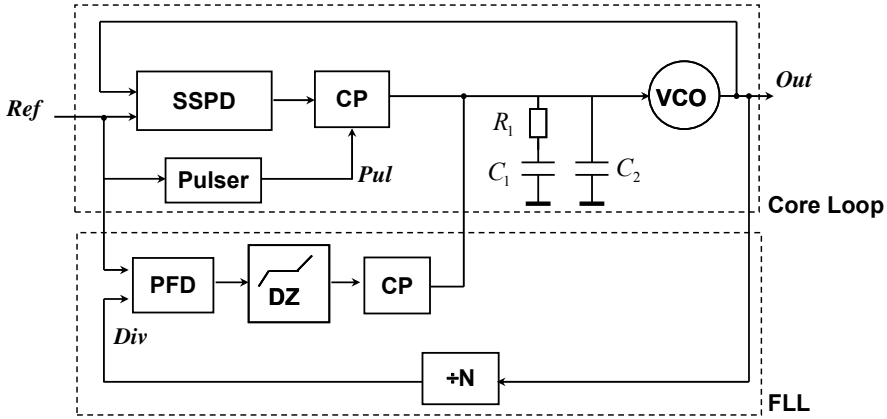 Out
Ref
SSPD
CP
VCO
R1
Pulser
Pul
C1
C2
Core Loop
PFD
DZ
CP
Div
÷N
FLL